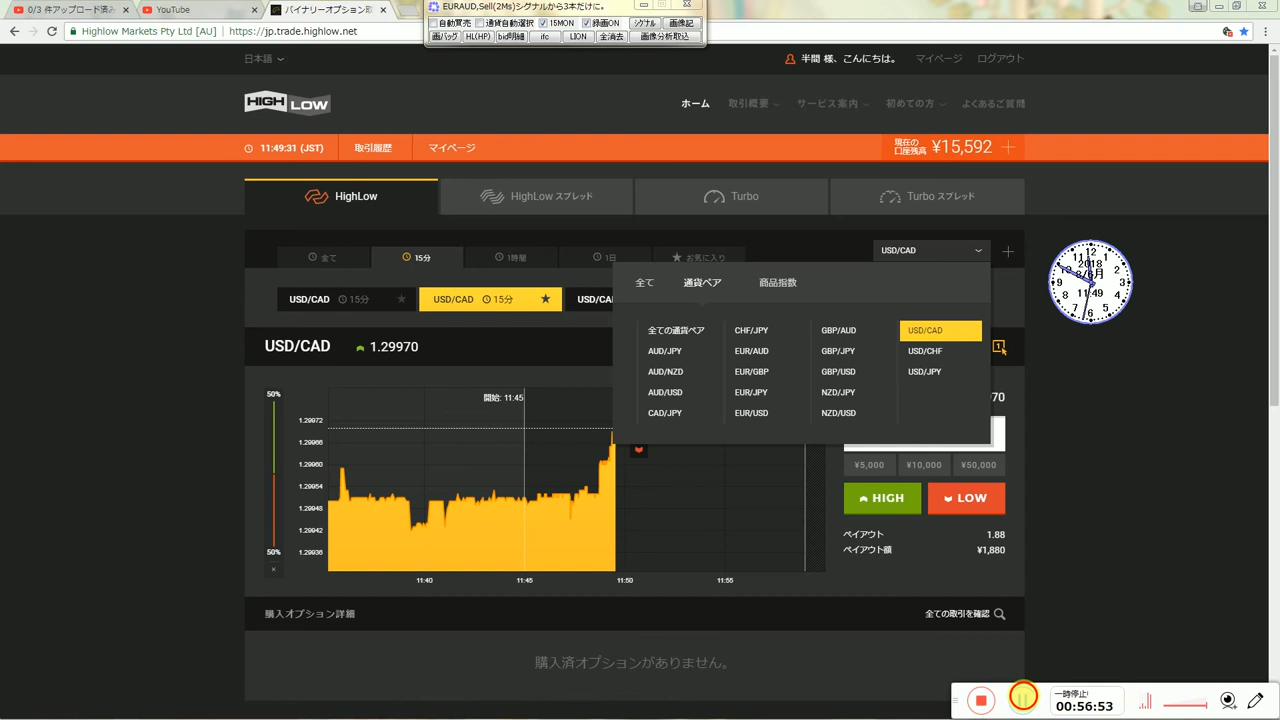 0/3 件アップロード済み
YouTube
バイナリーオプション
EURAUD,Sell(2Ms)シグナルから3本だけに。
自動買売 通貨自動選択 15MON 録画ON シグナル 画像記
画バッグ HL(HP) bid明細 ifc LION 全消去 画像分析取込
Highlow Markets Pty Ltd [AU] https://jp.trade.highlow.net
日本語
半間 様、こんにちは。 マイページ ログアウト
HIGH LOW
ホーム 取引概要 サービス案内 初めての方 よくあるご質問
11:49:31 (JST) 取引履歴 マイページ
現在の
口座残高 ¥15,592
HighLow HighLow スプレッド Turbo Turbo スプレッド
全て 15分 1時間 1日 お気に入り
USD/CAD
USD/CAD 15分 USD/CAD 15分 USD/CA
全て 通貨ペア 商品指数
全ての通貨ペア CHF/JPY GBP/AUD USD/CAD
AUD/JPY EUR/AUD GBP/JPY USD/CHF
AUD/NZD EUR/GBP GBP/USD USD/JPY
AUD/USD EUR/JPY NZD/JPY
CAD/JPY EUR/USD NZD/USD
USD/CAD 1.29970
1
70
50%
開始: 11:45
1.29972
1.29966
1.29960
1.29954
1.29948
1.29942
1.29936
50%
11:40 11:45 11:50 11:55
¥5,000 ¥10,000 ¥50,000
HIGH LOW
ペイアウト 1.88
ペイアウト額 ¥1,880
購入オプション詳細
全ての取引を確認
購入済オプションがありません。
12
11
1
10
2
9
3
8
4
7
5
6
2018
11:49
一時停止!
00:56:53